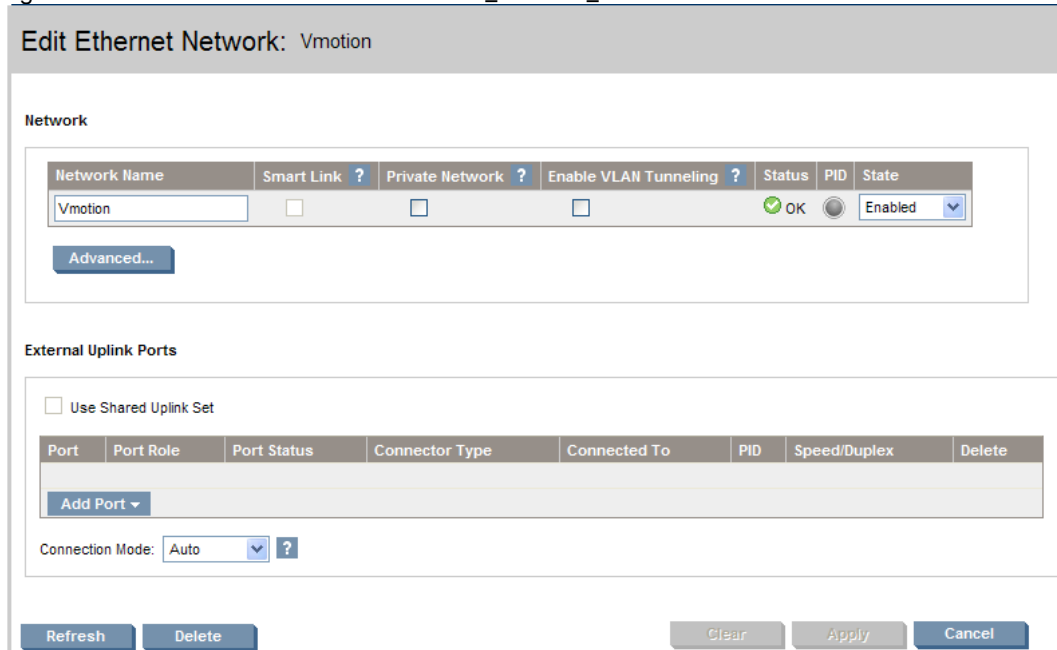 Edit Ethernet Network: Vmotion
Network
Network Name Smart Link ? Private Network ? Enable VLAN Tunneling ? Status PID State
Vmotion OK Enabled
Advanced...
External Uplink Ports
Use Shared Uplink Set
Port Port Role Port Status Connector Type Connected To PID Speed/Duplex Delete
Add Port
Connection Mode: Auto ?
Refresh Delete Clear Apply Cancel